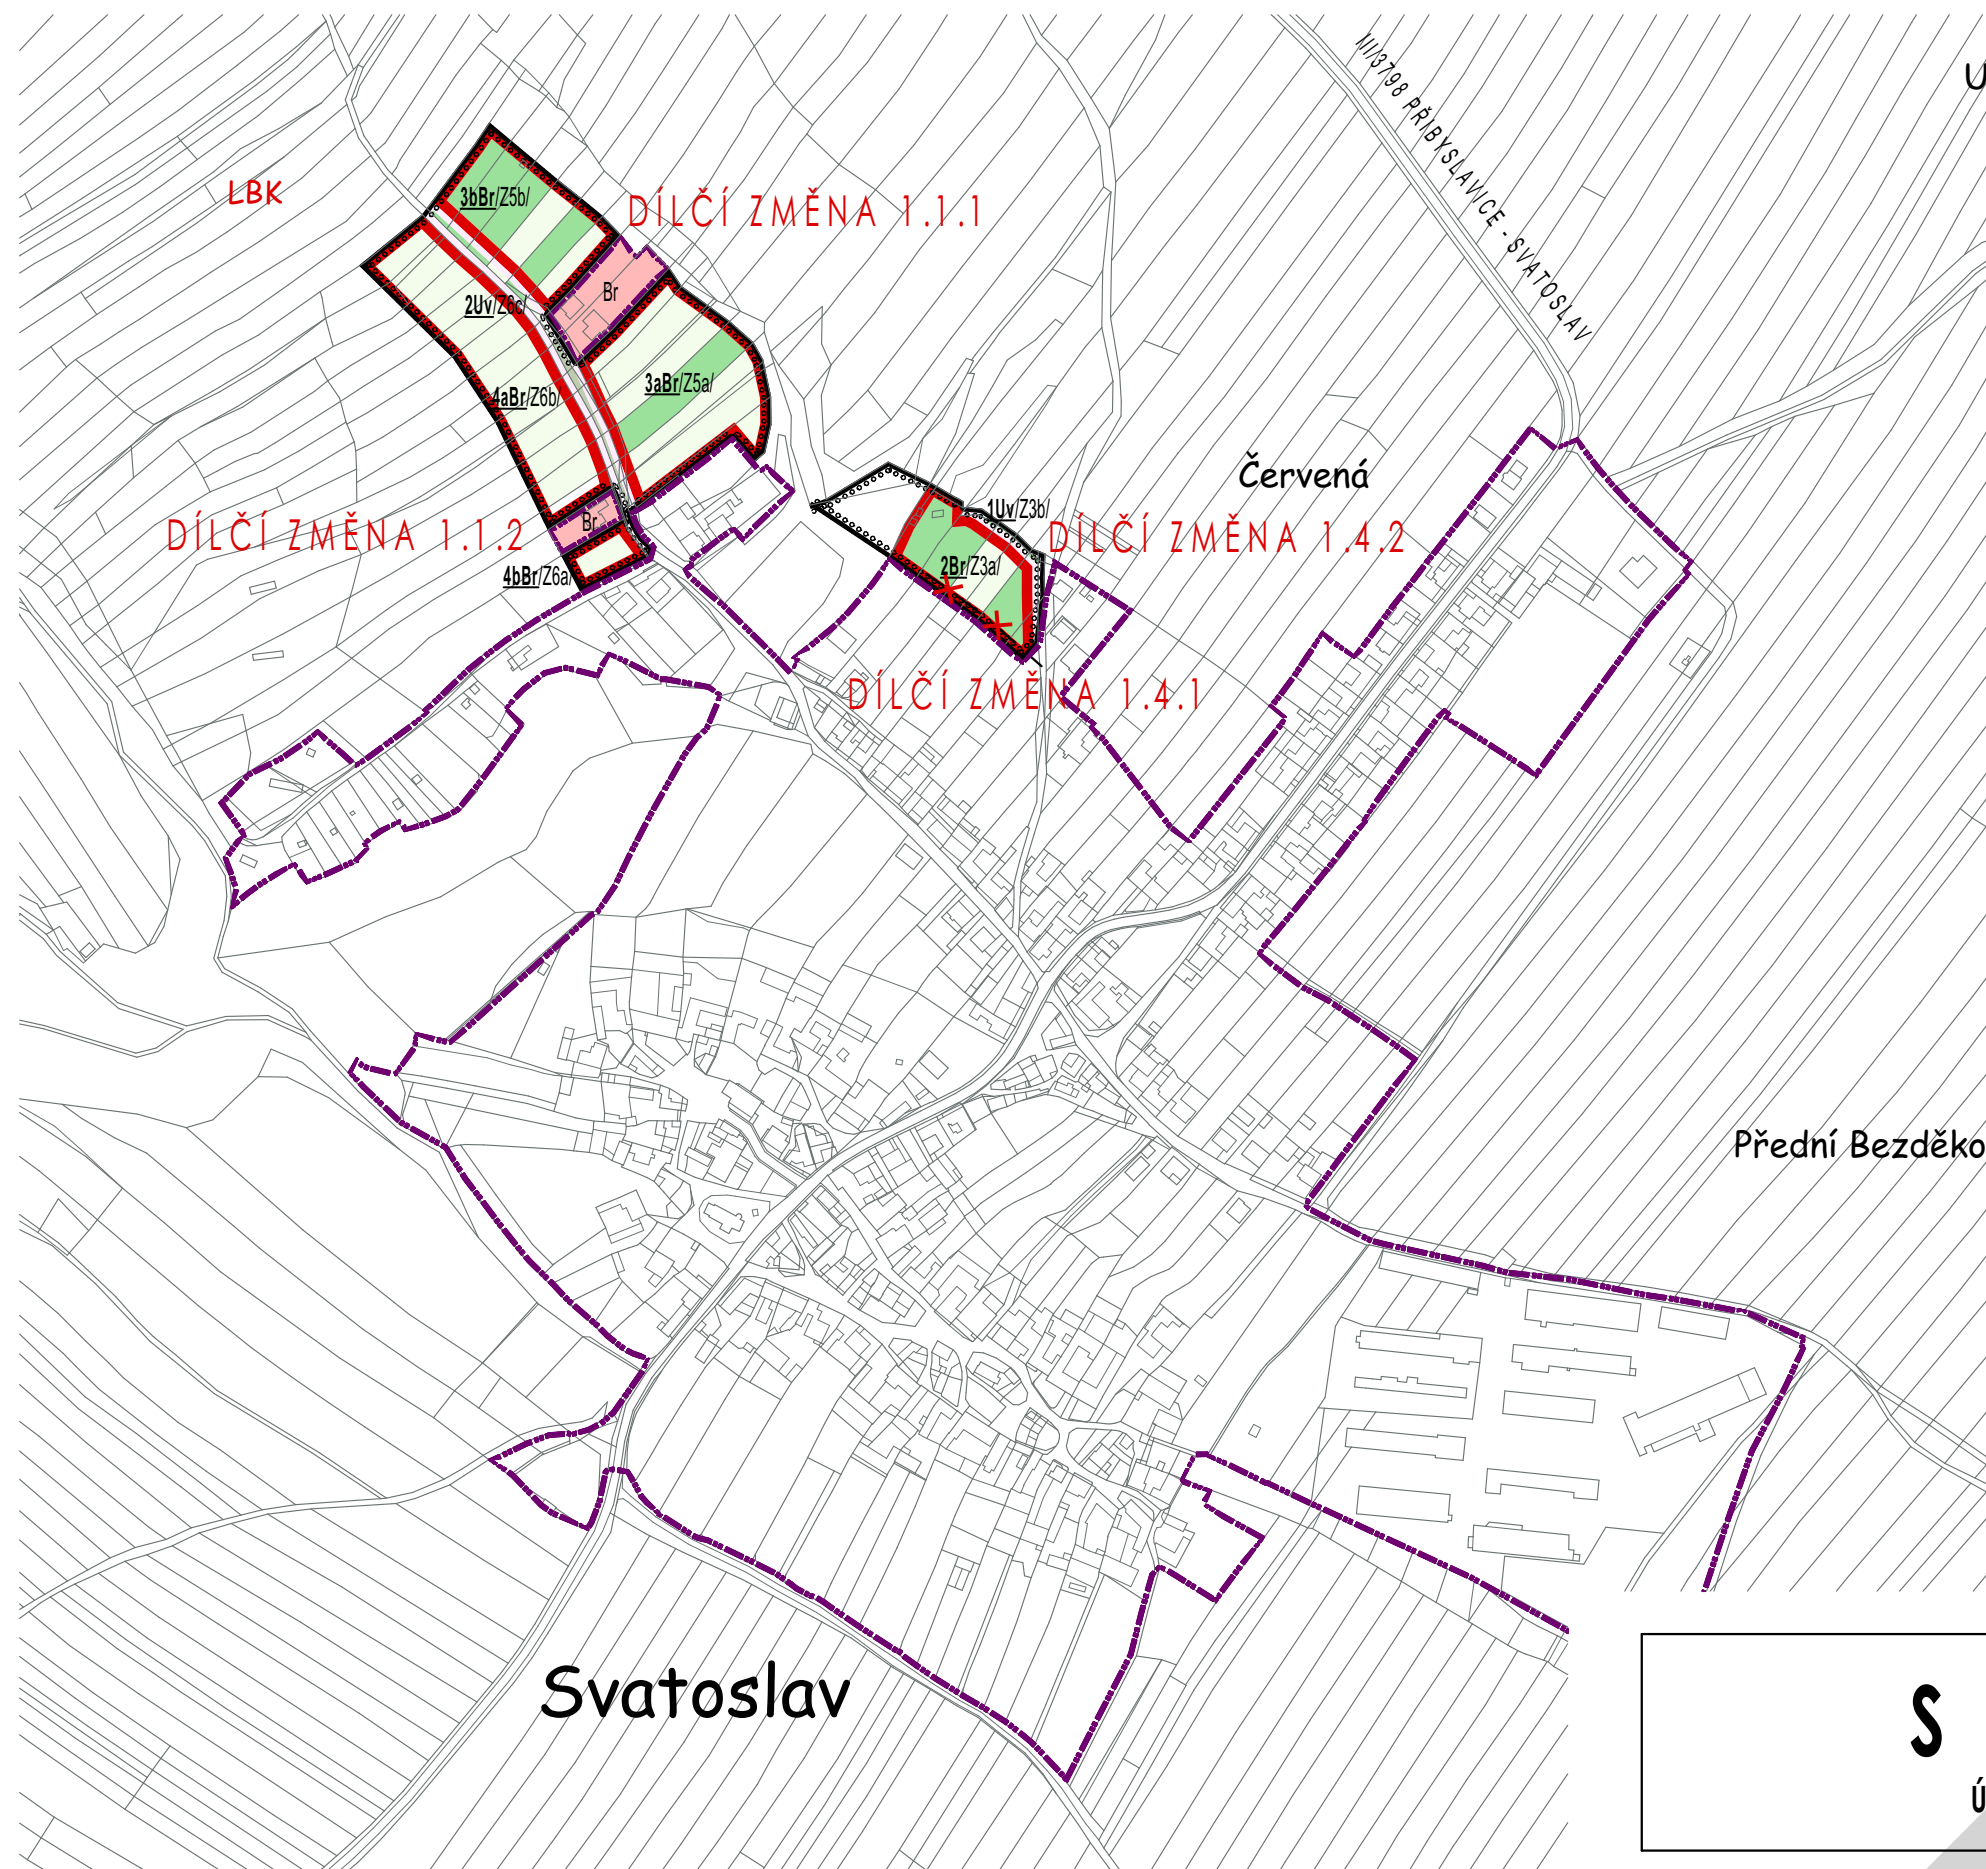 III/3798 PŘIBYSLAVICE - SVATOSLAV
U
LBK
3bBr/Z5b/
DÍLČÍ ZMĚNA 1.1.1
Br
2Uv/Z6c/
3aBr/Z5a/
4aBr/Z6b/
Červená
1Uv/Z3b/
DÍLČÍ ZMĚNA 1.1.2
Br
DÍLČÍ ZMĚNA 1.4.2
4bBr/Z6a/
2Br/Z3a/
DÍLČÍ ZMĚNA 1.4.1
Přední Bezděko
Svatoslav
S
Ú